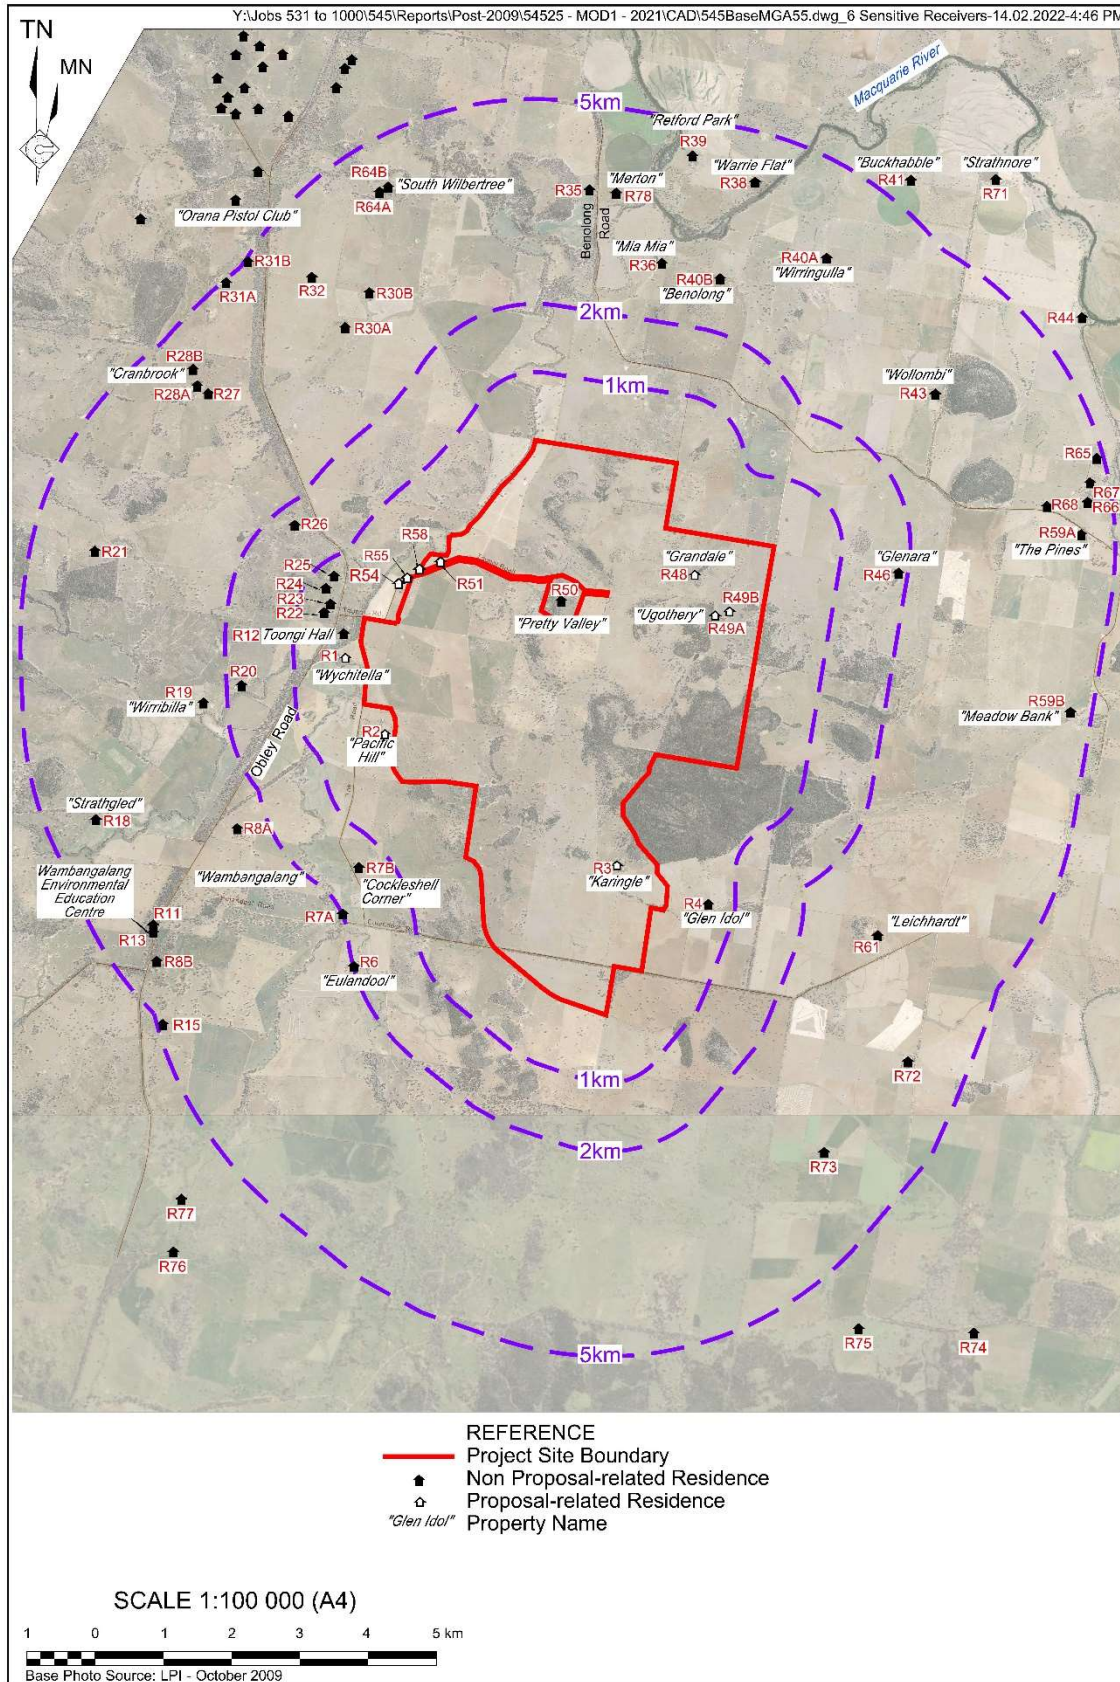 Y:\Jobs 531 to 1000\545\Reports\Post-2009\54525 - MOD1 - 2021\CAD\545BaseMGA55.dwg_6 Sensitive Receivers-14.02.2022-4:46 PM
TN
MN
Macquarie River
5km
"Retford Park"
R39
"Warrie Flat"
R38
"Buckhabble"
R41
"Strathnore"
R71
R64B
"South Wilbertree"
R64A
R35
"Merton"
R78
Benolong
Road
"Orana Pistol Club"
"Mia Mia"
R36
R40B
"Benolong"
R40A
"Wirringulla"
R31B
R31A
R32
R30B
R30A
2km
R44
R28B
"Cranbrook"
R28A
R27
1km
"Wollombi"
R43
R65
R67
R66
R68
R59A
"The Pines"
R26
R21
R58
R55
R54
R51
R25
R24
R23
R22
"Grandale"
R48
"Glenara"
R46
R50
"Pretty Valley"
"Ugothery"
R49B
R49A
R12
Toongi Hall
R1
"Wychitella"
R20
R19
"Wirribilla"
R59B
"Meadow Bank"
R2
"Pacific
Hill"
Obley Road
"Strathgled"
R18
R8A
"Wambangalang"
R7B
"Cockleshell
Corner"
R3
"Karingle"
Wambangalang
Environmental
Education
Centre
R11
R13
R7A
R4
"Glen Idol"
"Leichhardt"
R61
R8B
R6
"Eulandool"
R15
1km
R72
2km
R73
R77
R76
5km
R75
R74
REFERENCE
Project Site Boundary
Non Proposal-related Residence
Proposal-related Residence
"Glen Idol" Property Name
SCALE 1:100 000 (A4)
1 0 1 2 3 4 5 km
Base Photo Source: LPI - October 2009